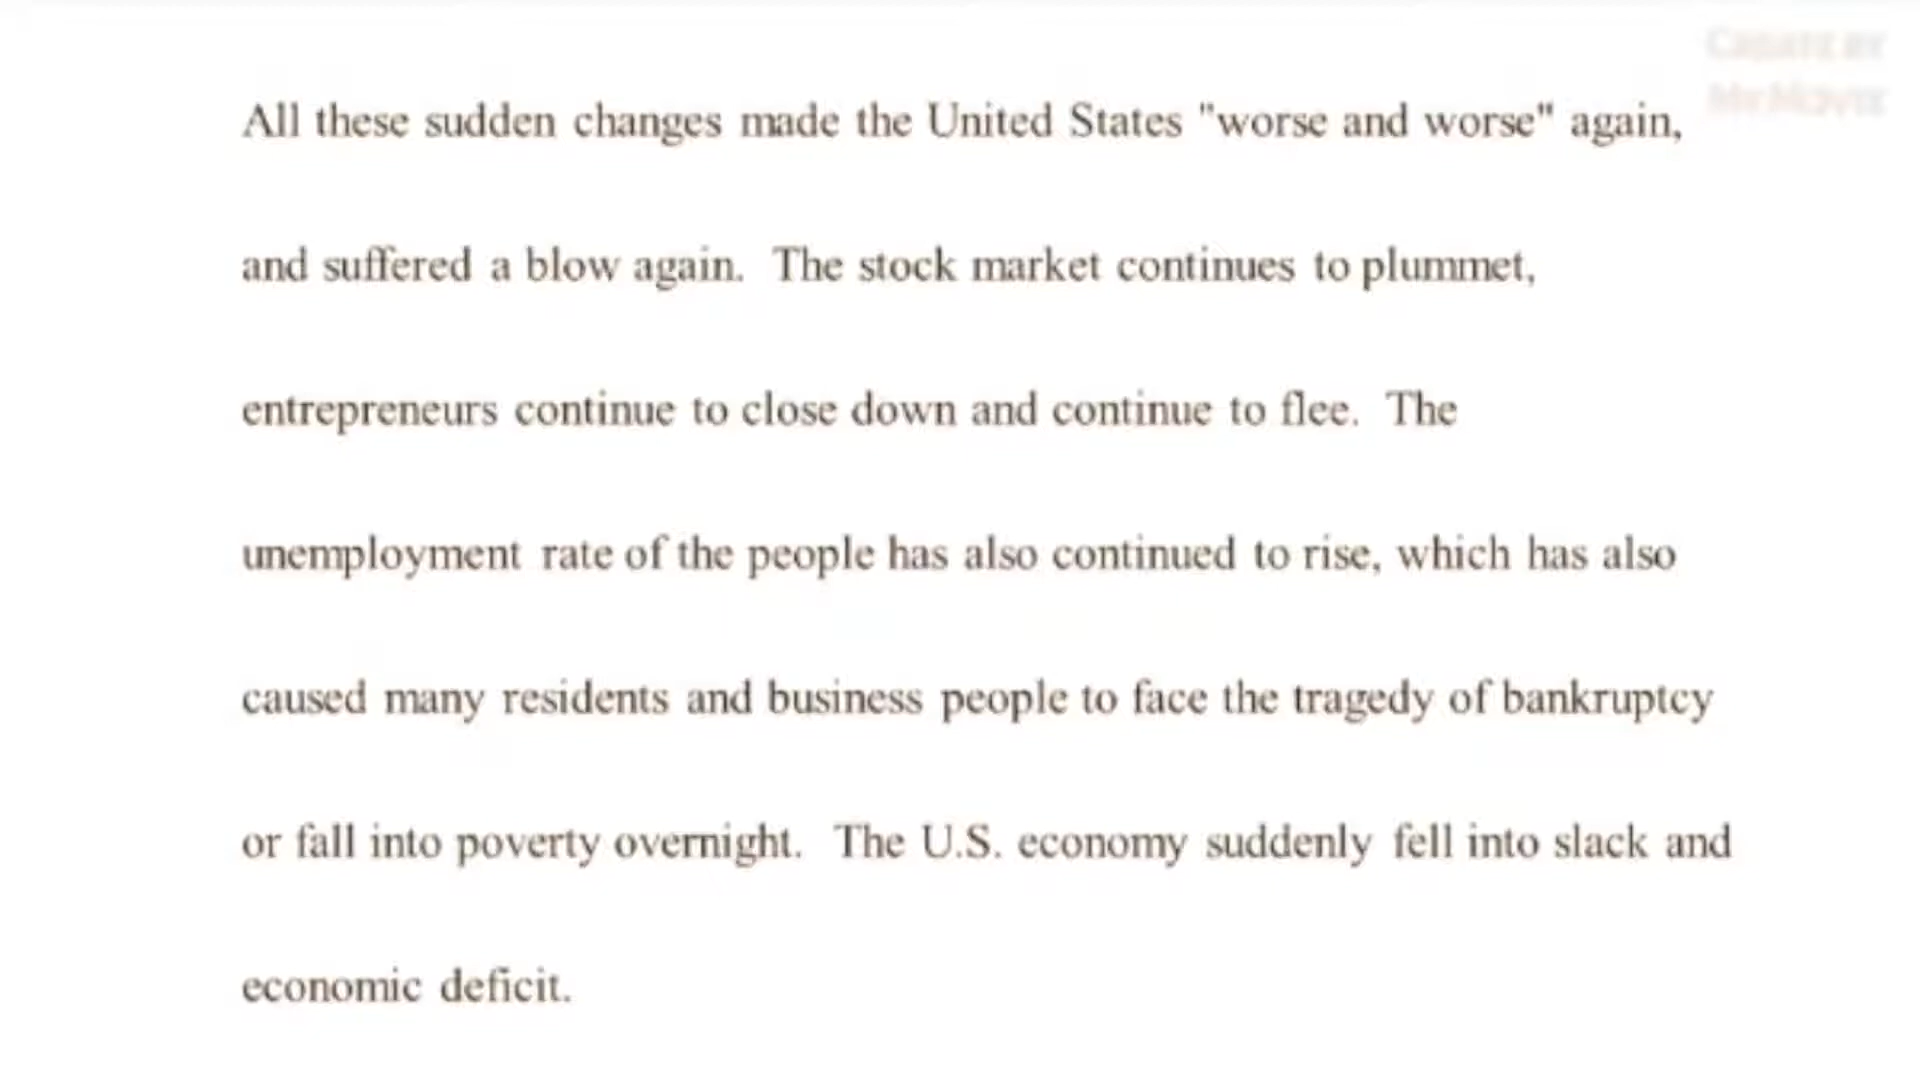 All these sudden changes made the United States "worse and worse" again,
and suffered a blow again. The stock market continues to plummet,
entrepreneurs continue to close down and continue to flee. The
unemployment rate of the people has also continued to rise, which has also
caused many residents and business people to face the tragedy of bankruptcy
or fall into poverty overnight. The U.S. economy suddenly fell into slack and
economic deficit.